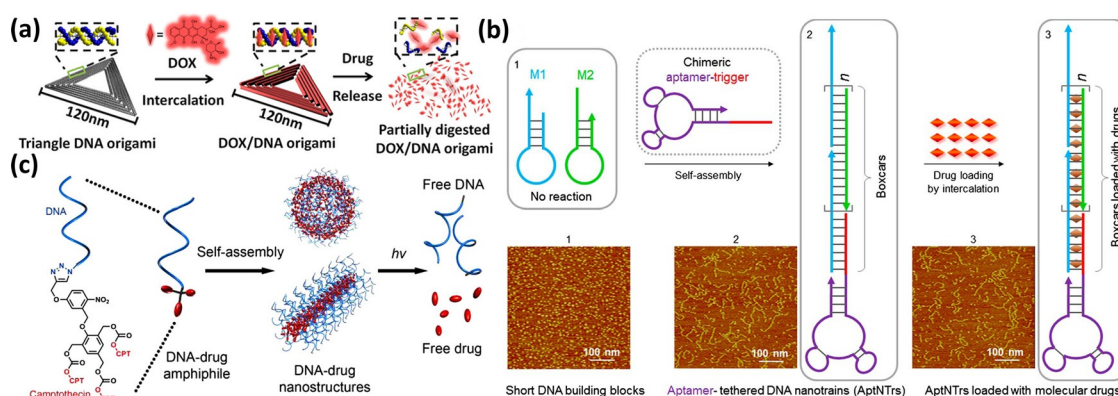 (a)
DOX
Intercalation
Drug
Release
120nm
120nm
Triangle DNA origami
DOX/DNA origami
Partially digested
DOX/DNA origami
(b)
1
M1
M2
No reaction
Chimeric
aptamer-trigger
Self-assembly
2
n
Boxcars
Drug loading
by intercalation
3
n
Boxcars loaded with drugs
1
100 nm
Short DNA building blocks
2
100 nm
Aptamer- tethered DNA nanotrains (AptNTrs)
3
100 nm
AptNTRs loaded with molecular drugs
(c)
DNA
N
N
N
O
NO₂
O
O
O
O
CPT
O
O
O
CPT
O
O
Camptothecin
DNA-drug
amphiphile
Self-assembly
DNA-drug
nanostructures
hv
Free DNA
Free drug